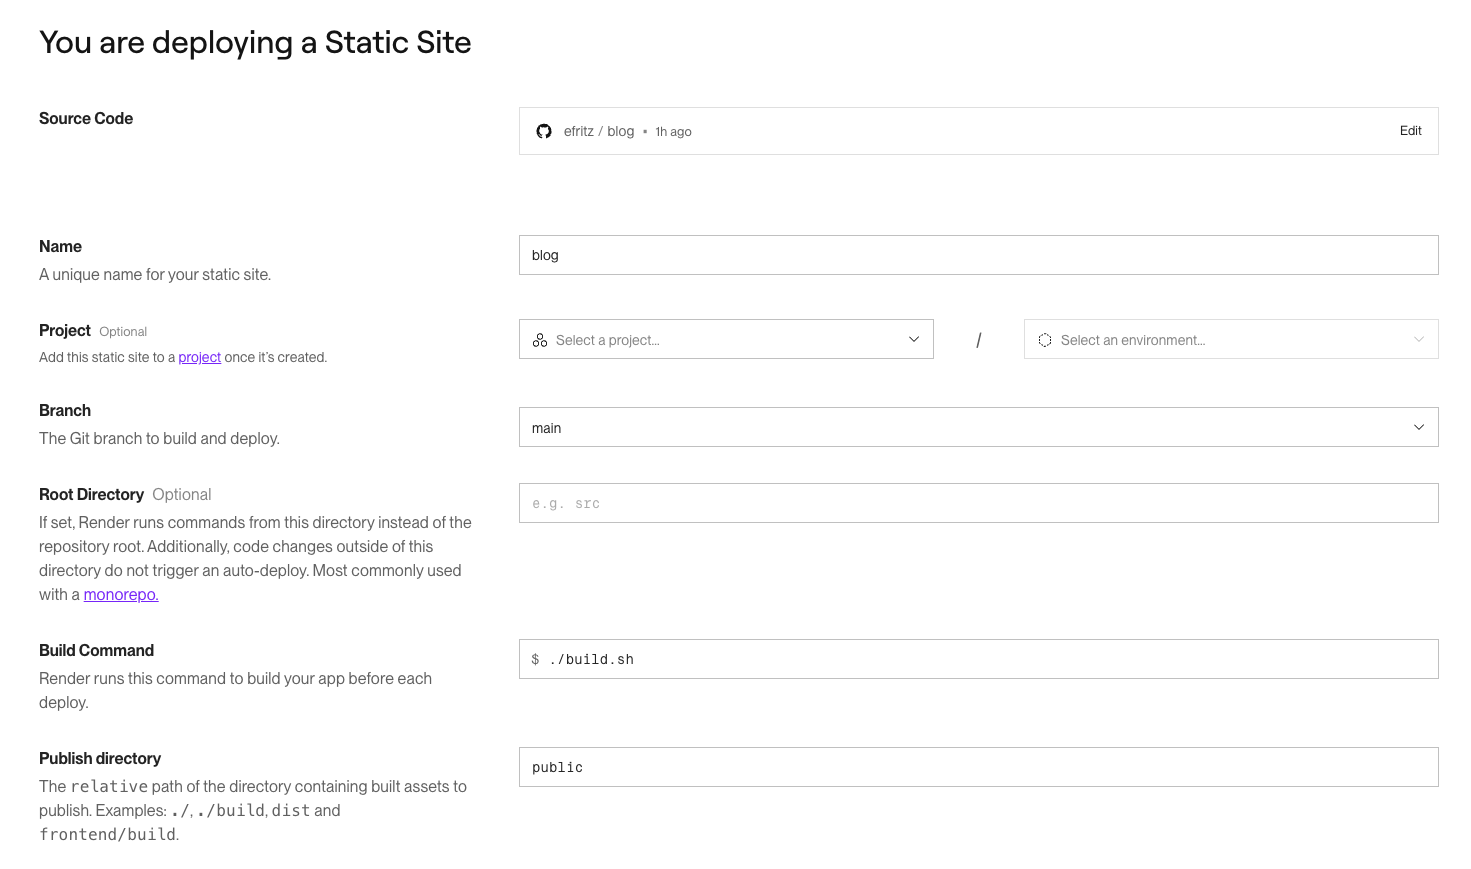 You are deploying a Static Site
Source Code
efritz / blog • 1h ago
Edit
Name
A unique name for your static site.
blog
Project Optional
Add this static site to a project once it's created.
Select a project...
/
Select an environment...
Branch
The Git branch to build and deploy.
main
Root Directory Optional
If set, Render runs commands from this directory instead of the
repository root. Additionally, code changes outside of this
directory do not trigger an auto-deploy. Most commonly used
with a monorepo.
e.g. src
Build Command
Render runs this command to build your app before each
deploy.
$ ./build.sh
Publish directory
The relative path of the directory containing built assets to
publish. Examples: ./, ./build, dist and
frontend/build.
public